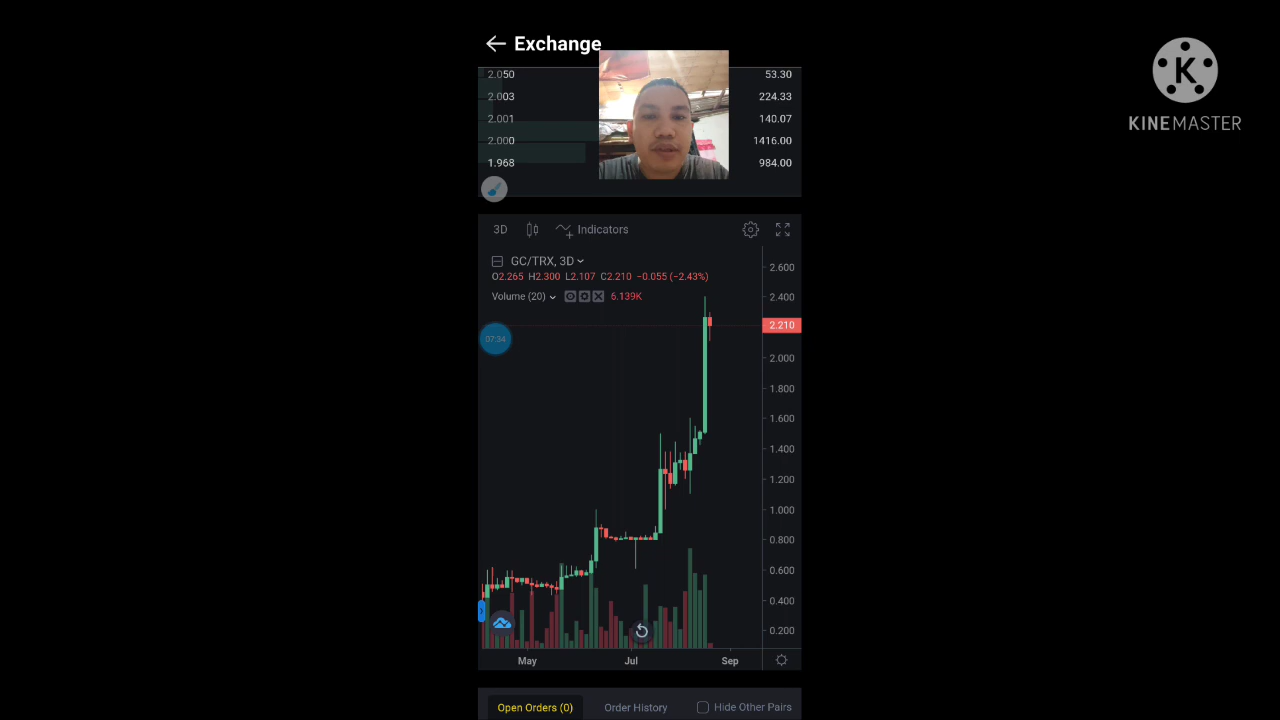 Exchange
2.050 53.30
2.003 224.33
2.001 140.07
2.000 1416.00
1.968 984.00
KINEMASTER
3D Indicators
GC/TRX, 3D
O2.265 H2.300 L2.107 C2.210 −0.055 (−2.43%)
Volume (20) 6.139K
2.600
2.400
2.210
2.000
1.800
1.600
1.400
1.200
1.000
0.800
0.600
0.400
0.200
07:34
May Jul Sep
Open Orders (0) Order History Hide Other Pairs